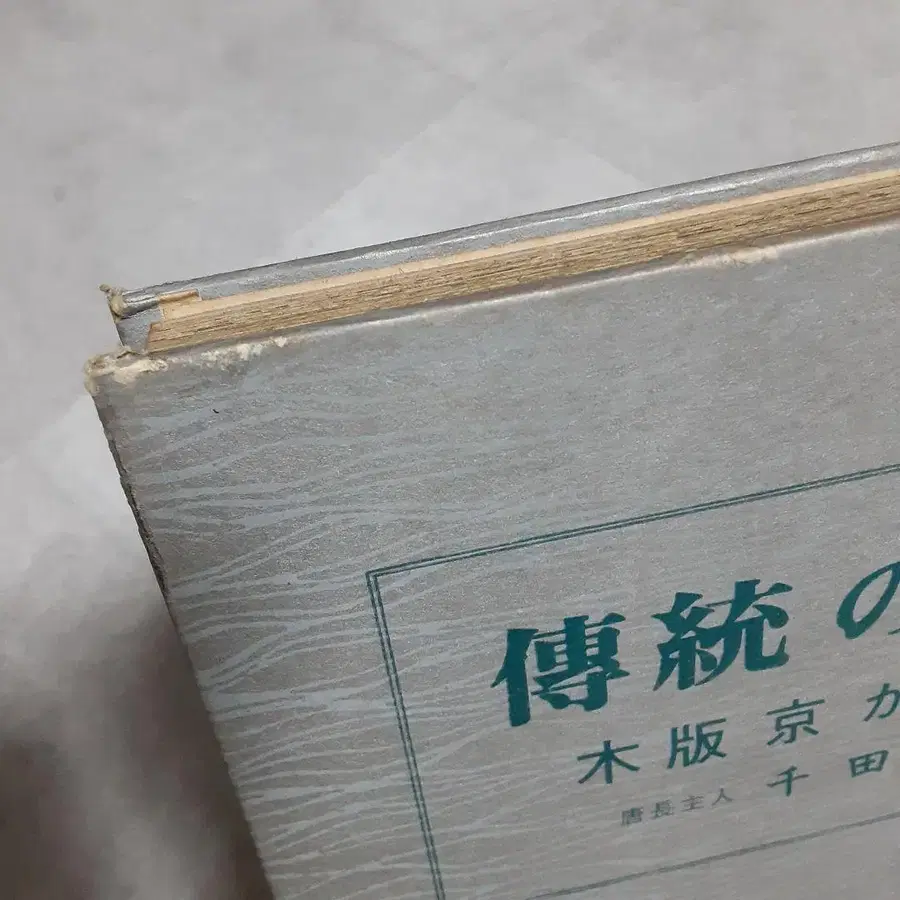 傳統の
木版京か
唐長主人 千田